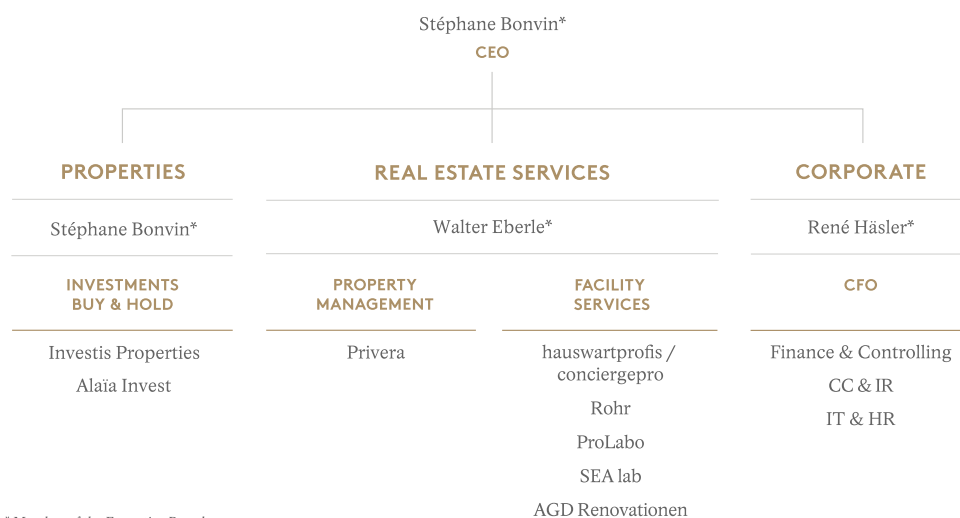 Stéphane Bonvin*
CEO
PROPERTIES
Stéphane Bonvin*
INVESTMENTS
BUY & HOLD
Investis Properties
Alaïa Invest
REAL ESTATE SERVICES
Walter Eberle*
PROPERTY
MANAGEMENT
Privera
FACILITY
SERVICES
hauswartprofis /
conciergepro
Rohr
ProLabo
SEA lab
AGD Renovationen
CORPORATE
René Häsler*
CFO
Finance & Controlling
CC & IR
IT & HR